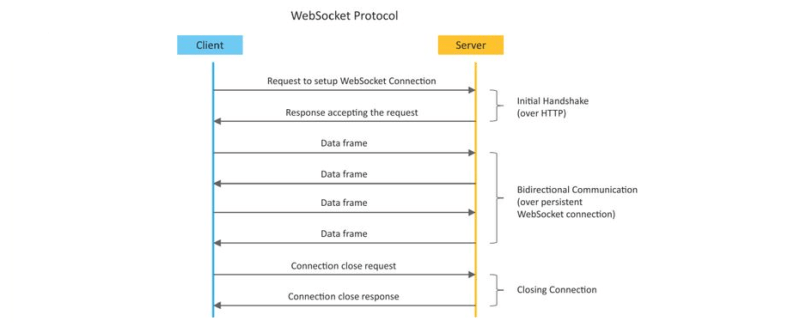 WebSocket Protocol
Client
Server
Request to setup WebSocket Connection
Response accepting the request
Initial Handshake
(over HTTP)
Data frame
Data frame
Data frame
Data frame
Bidirectional Communication
(over persistent
WebSocket connection)
Connection close request
Connection close response
Closing Connection